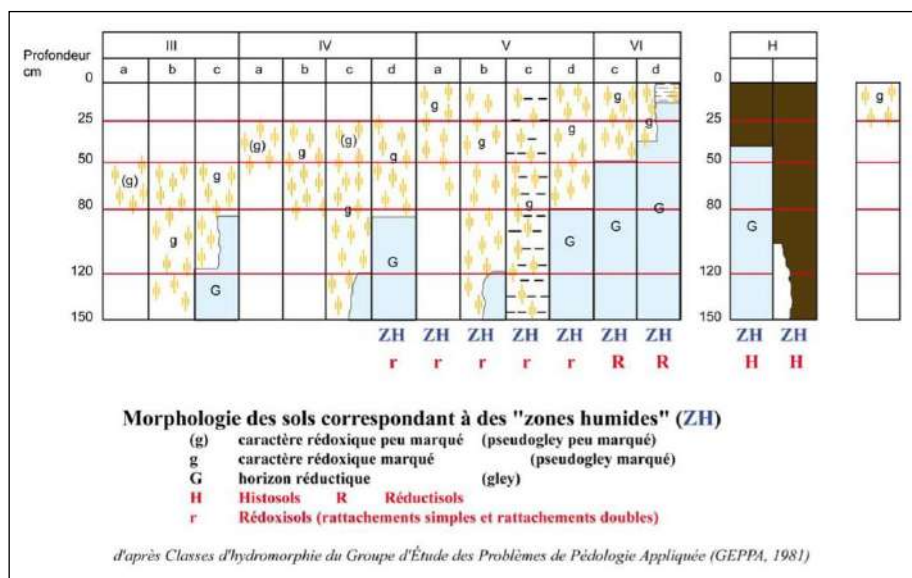 III IV V VI H
Profondeur
cm
a b c a b c d a b c d c d
0 0
g g g g
25 25
(g) g (g) g g g g
50 50
(g) g g
80 80
g g G G G
G G G
120 120
G
150 150
ZH ZH ZH ZH ZH ZH ZH ZH ZH
r r r r r R R H H
Morphologie des sols correspondant à des "zones humides" (ZH)
(g) caractère rédoxique peu marqué (pseudogley peu marqué)
g caractère rédoxique marqué (pseudogley marqué)
G horizon réductique (gley)
H Histosols R Réductisols
r Rédoxisols (rattachements simples et rattachements doubles)
d'après Classes d'hydromorphie du Groupe d'Étude des Problèmes de Pédologie Appliquée (GEPPA, 1981)